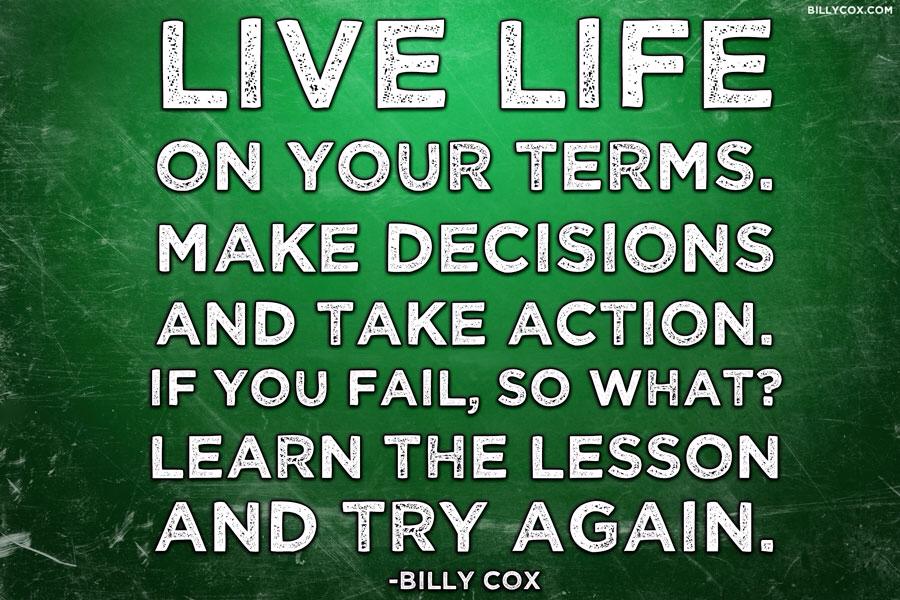 BILLYCOX.COM
LIVE LIFE
ON YOUR TERMS.
MAKE DECISIONS
AND TAKE ACTION.
IF YOU FAIL, SO WHAT?
LEARN THE LESSON
AND TRY AGAIN.
-BILLY COX